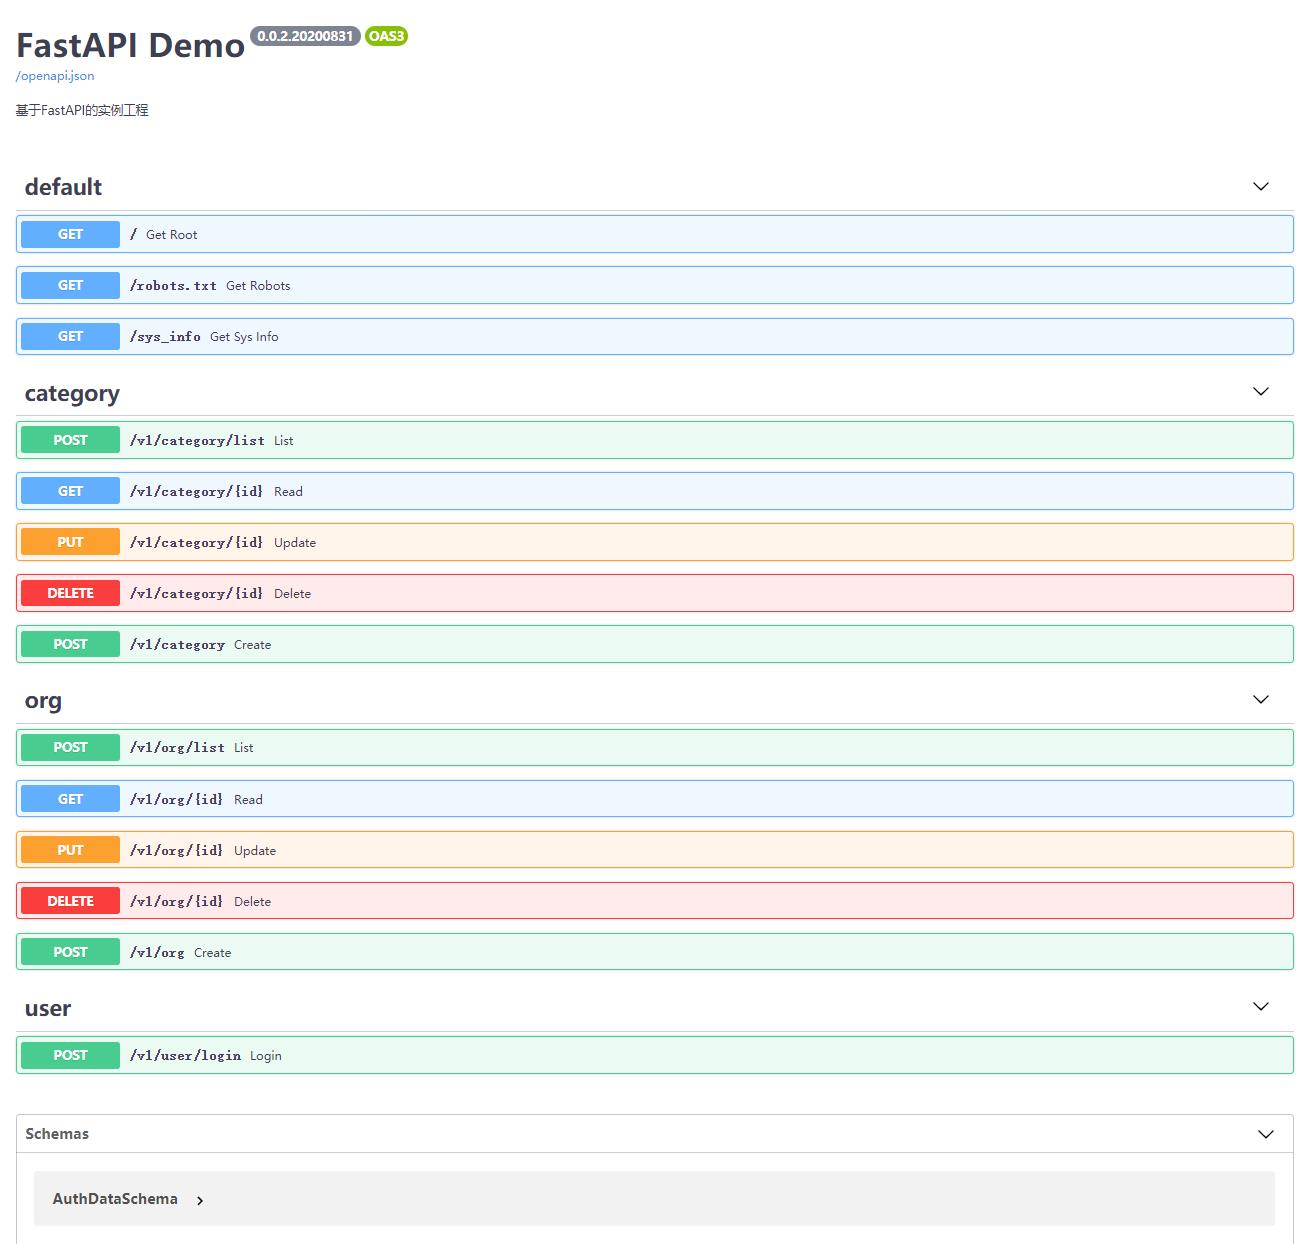 FastAPI Demo 0.0.2.20200831 OAS3
/openapi.json
基于FastAPI的实例工程
default
GET / Get Root
GET /robots.txt Get Robots
GET /sys_info Get Sys Info
category
POST /v1/category/list List
GET /v1/category/{id} Read
PUT /v1/category/{id} Update
DELETE /v1/category/{id} Delete
POST /v1/category Create
org
POST /v1/org/list List
GET /v1/org/{id} Read
PUT /v1/org/{id} Update
DELETE /v1/org/{id} Delete
POST /v1/org Create
user
POST /v1/user/login Login
Schemas
AuthDataSchema